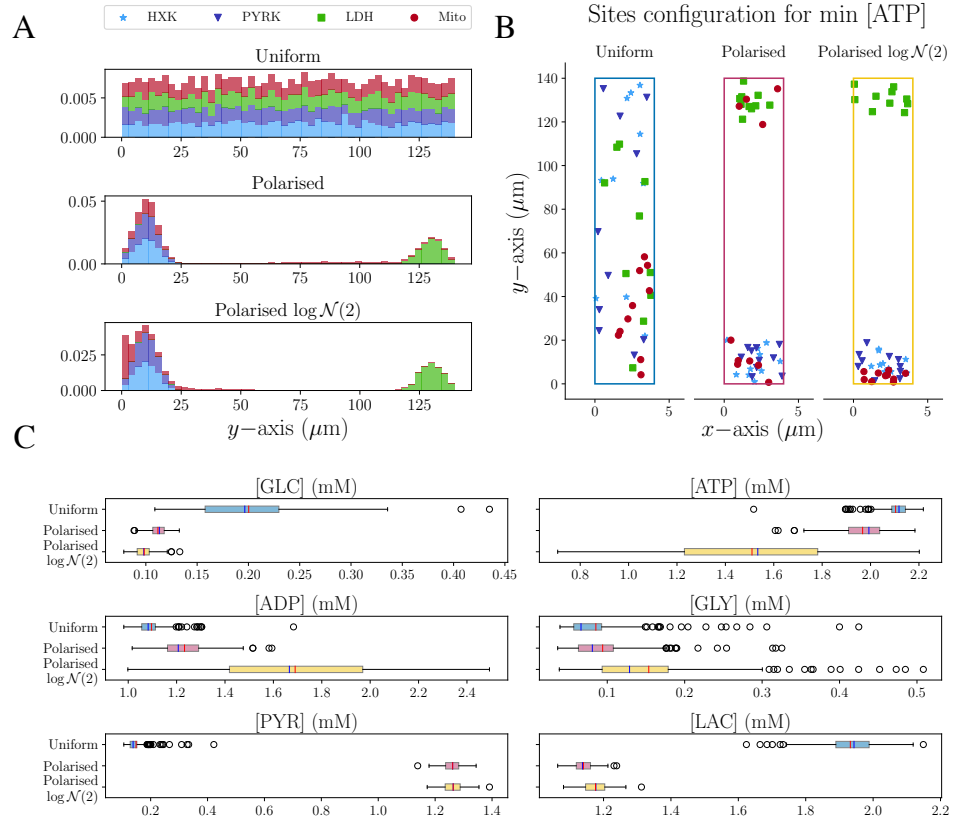 A
HXK PYRK LDH Mito
Uniform
0.005
0.000
0 25 50 75 100 125
Polarised
0.05
0.00
0 25 50 75 100 125
Polarised log 𝒩(2)
0.025
0.000
0 25 50 75 100 125
y−axis (μm)
B
Sites configuration for min [ATP]
Uniform Polarised Polarised log 𝒩(2)
140
120
100
80
60
40
20
0
y−axis (μm)
0 5 0 5 0 5
x−axis (μm)
C
[GLC] (mM)
Uniform
Polarised
Polarised
log 𝒩(2)
0.10 0.15 0.20 0.25 0.30 0.35 0.40 0.45
[ATP] (mM)
0.8 1.0 1.2 1.4 1.6 1.8 2.0 2.2
[ADP] (mM)
Uniform
Polarised
Polarised
log 𝒩(2)
1.0 1.2 1.4 1.6 1.8 2.0 2.2 2.4
[GLY] (mM)
0.1 0.2 0.3 0.4 0.5
[PYR] (mM)
Uniform
Polarised
Polarised
log 𝒩(2)
0.2 0.4 0.6 0.8 1.0 1.2 1.4
[LAC] (mM)
1.2 1.4 1.6 1.8 2.0 2.2